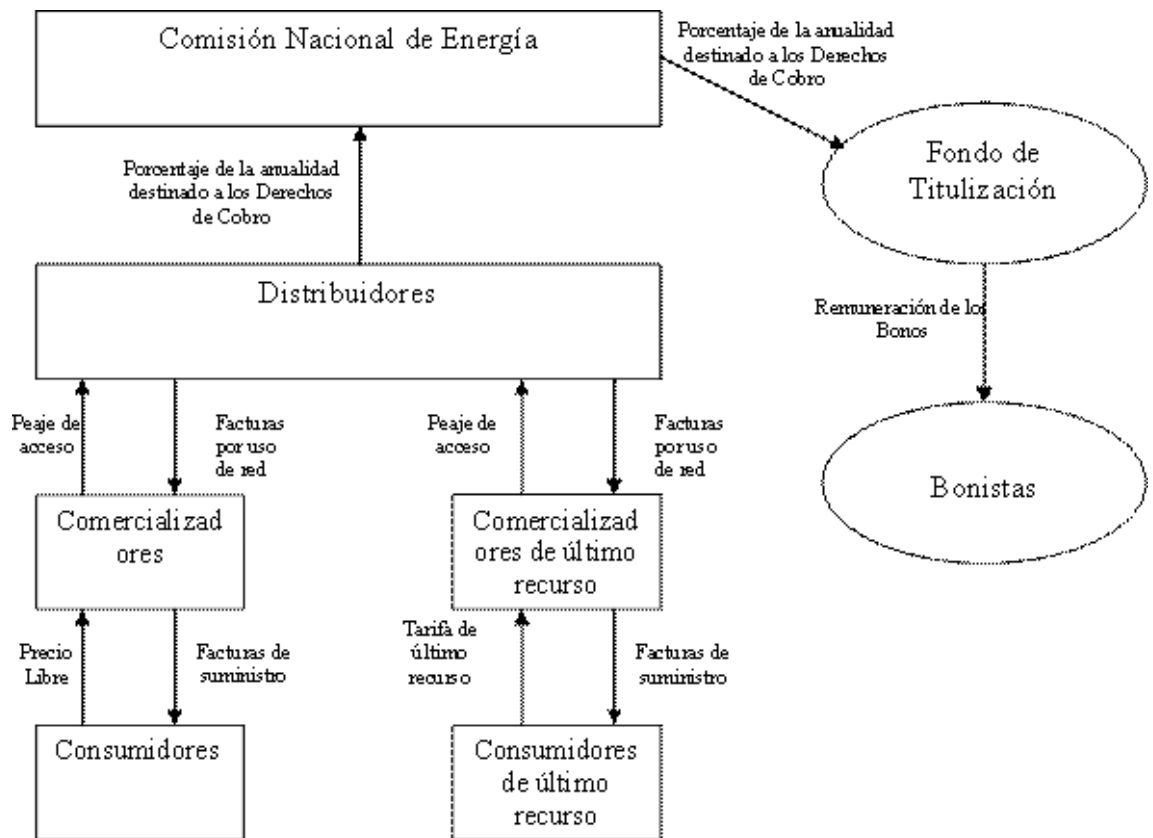 Comisión Nacional de Energía
Porcentaje de la anualidad
destinado a los Derechos
de Cobro
Porcentaje de la anualidad
destinado a los Derechos
de Cobro
Fondo de
Titulización
Distribuidores
Remuneración de los
Bonos
Peaje de
acceso
Facturas
por uso
de red
Peaje de
acceso
Facturas
por uso
de red
Bonistas
Comercializad
ores
Comercializad
ores de último
recurso
Precio
Libre
Facturas de
suministro
Tarifa de
último
recurso
Facturas de
suministro
Consumidores
Consumidores
de último
recurso